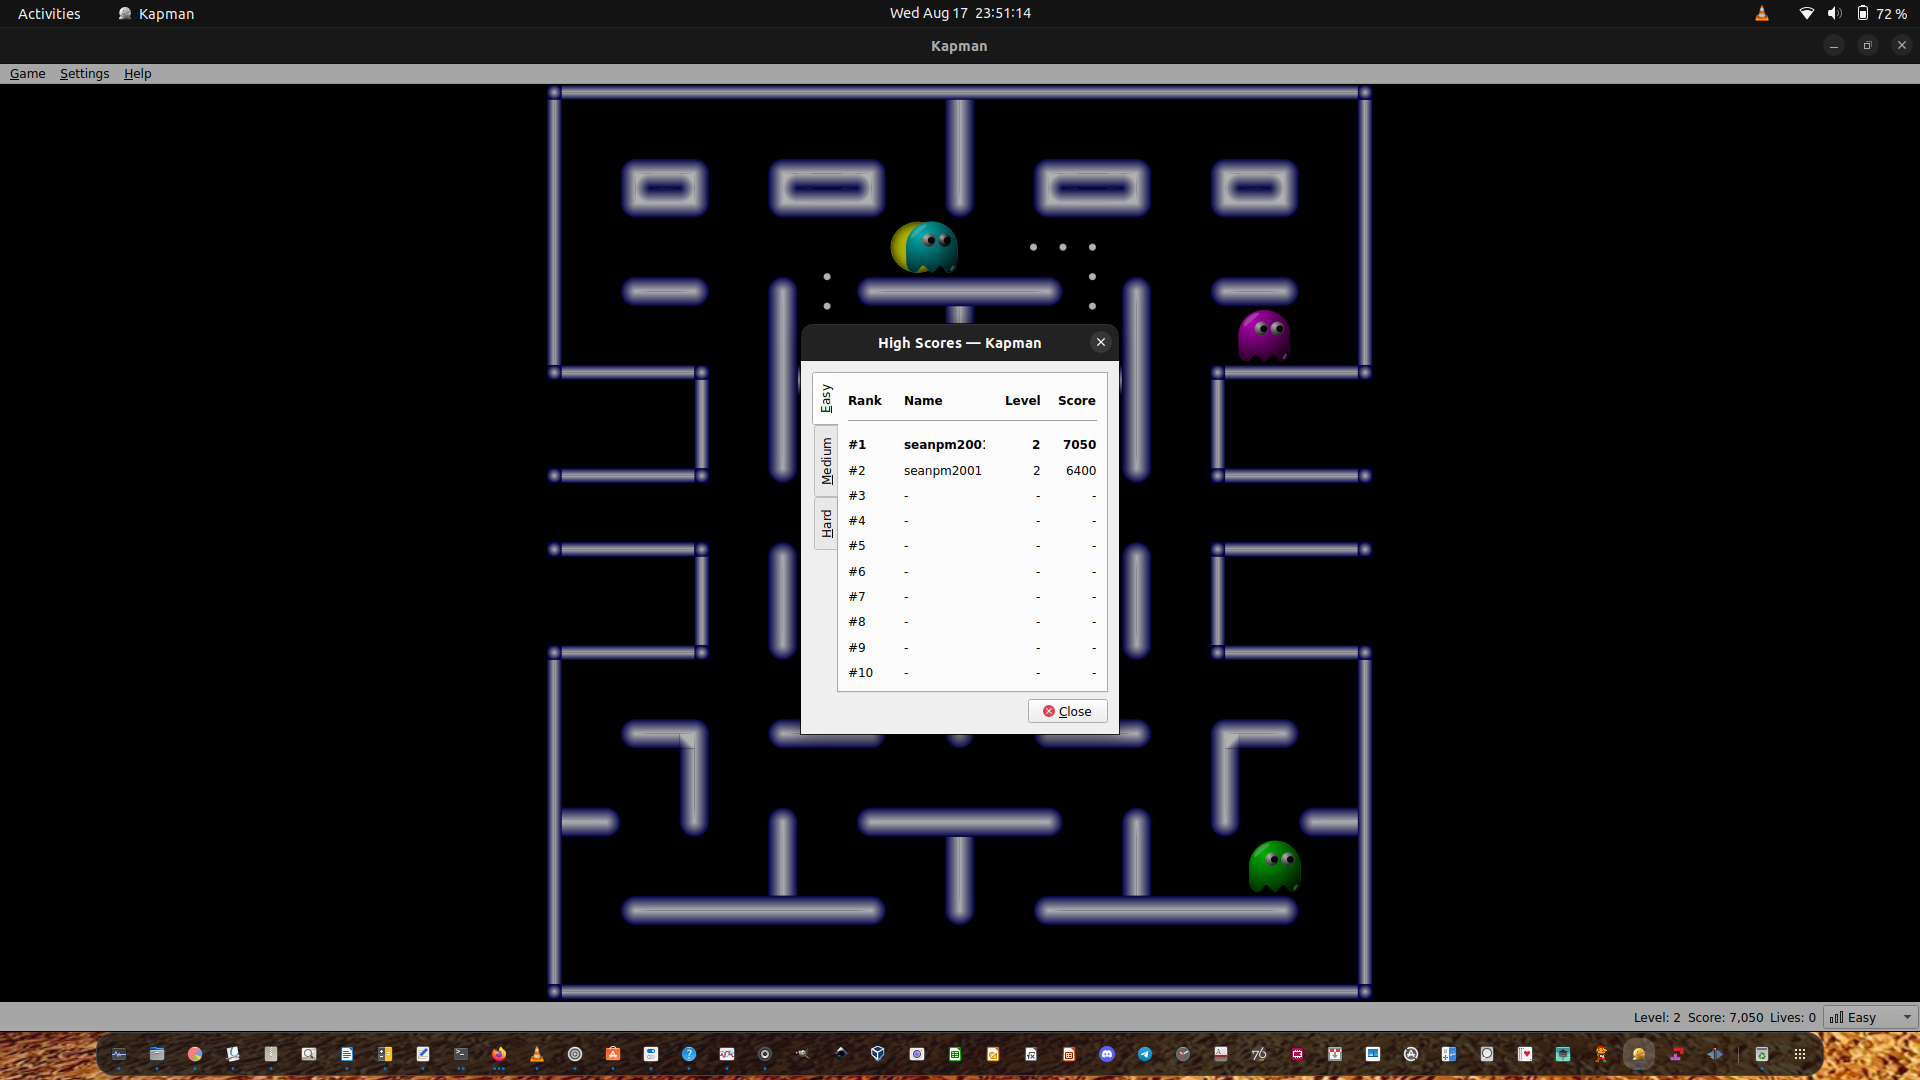 Activities Kapman Wed Aug 17 23:51:14 72 %
Kapman
Game Settings Help
High Scores — Kapman
Easy
Medium
Hard
Rank Name Level Score
#1 seanpm2001 2 7050
#2 seanpm2001 2 6400
#3 - - -
#4 - - -
#5 - - -
#6 - - -
#7 - - -
#8 - - -
#9 - - -
#10 - - -
Close
Level: 2 Score: 7,050 Lives: 0 Easy